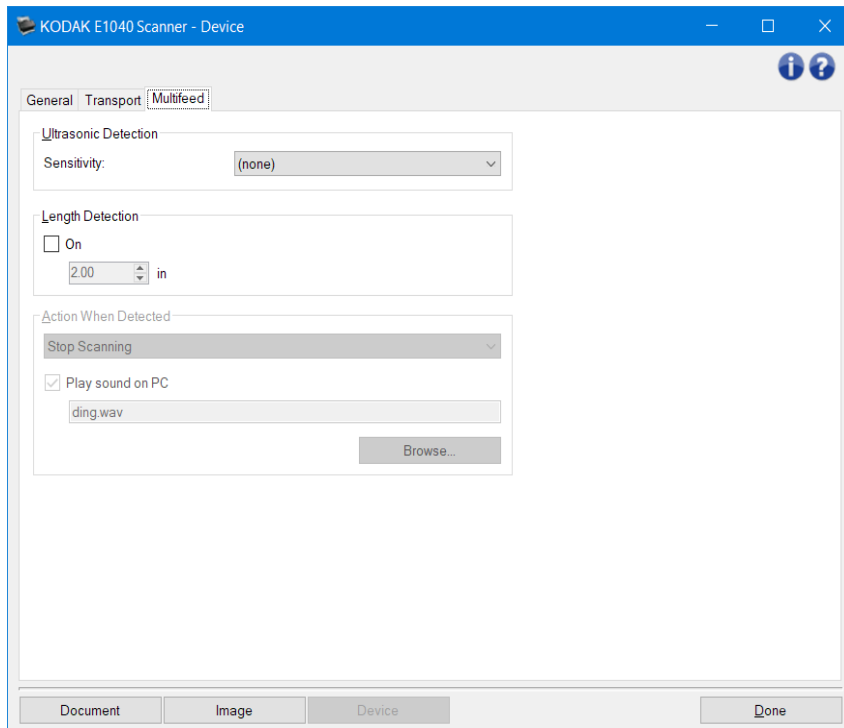 KODAK E1040 Scanner - Device
General Transport Multifeed
Ultrasonic Detection
Sensitivity: (none)
Length Detection
On
2.00 in
Action When Detected
Stop Scanning
Play sound on PC
ding.wav
Browse...
Document Image Device Done